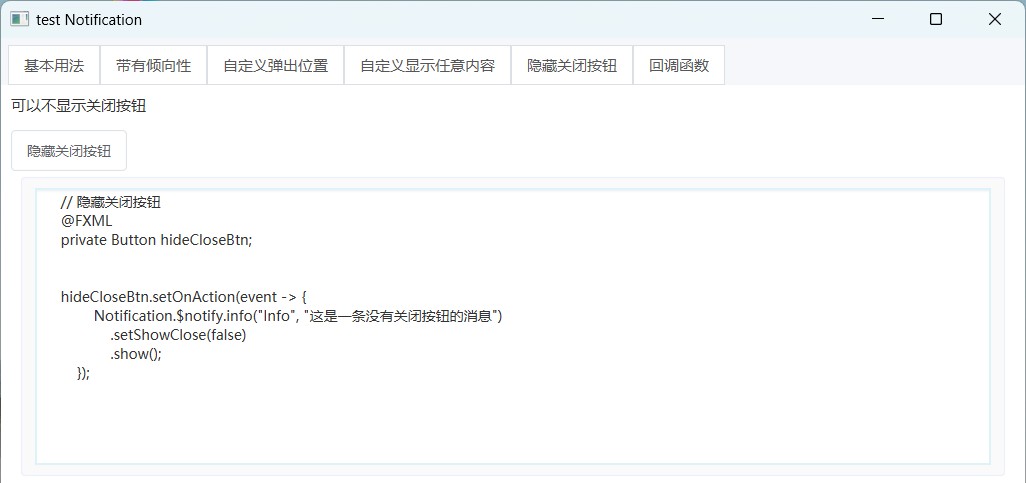 test Notification
基本用法 带有倾向性 自定义弹出位置 自定义显示任意内容 隐藏关闭按钮 回调函数
可以不显示关闭按钮
隐藏关闭按钮
// 隐藏关闭按钮
@FXML
private Button hideCloseBtn;
hideCloseBtn.setOnAction(event -> {
Notification.$notify.info("Info", "这是一条没有关闭按钮的消息")
.setShowClose(false)
.show();
});